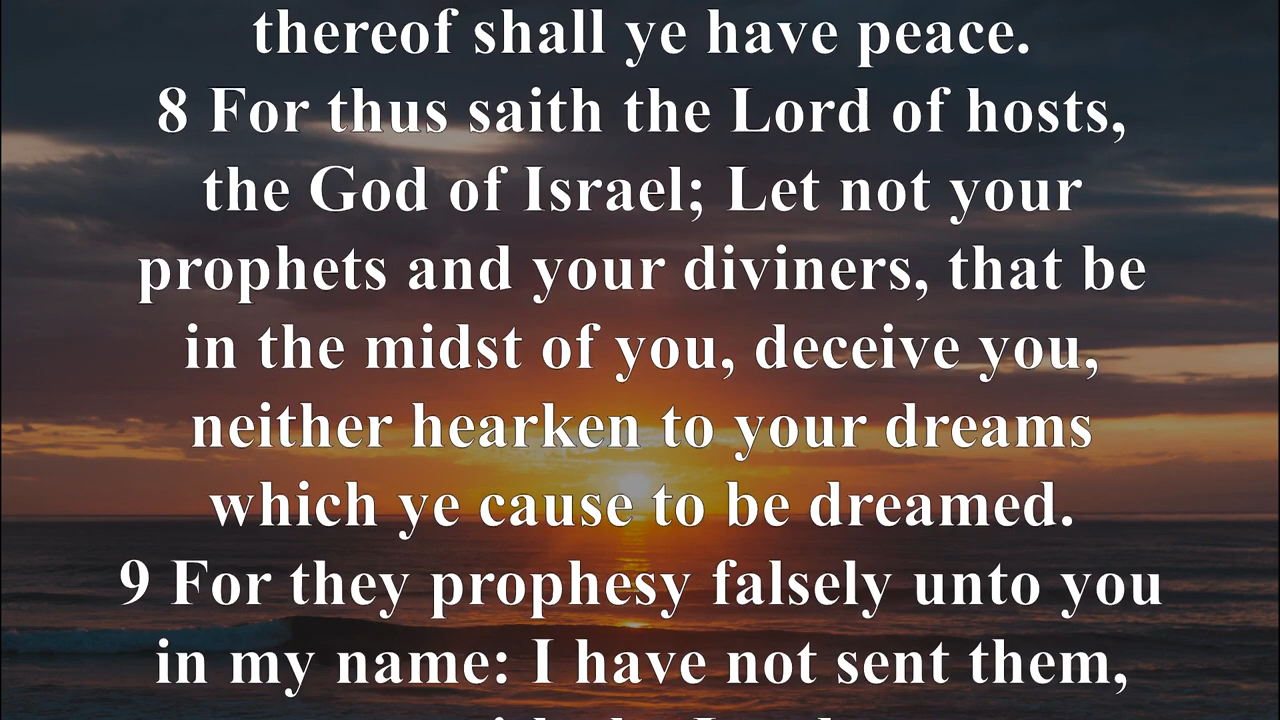 thereof shall ye have peace.
8 For thus saith the Lord of hosts,
the God of Israel; Let not your
prophets and your diviners, that be
in the midst of you, deceive you,
neither hearken to your dreams
which ye cause to be dreamed.
9 For they prophesy falsely unto you
in my name: I have not sent them,